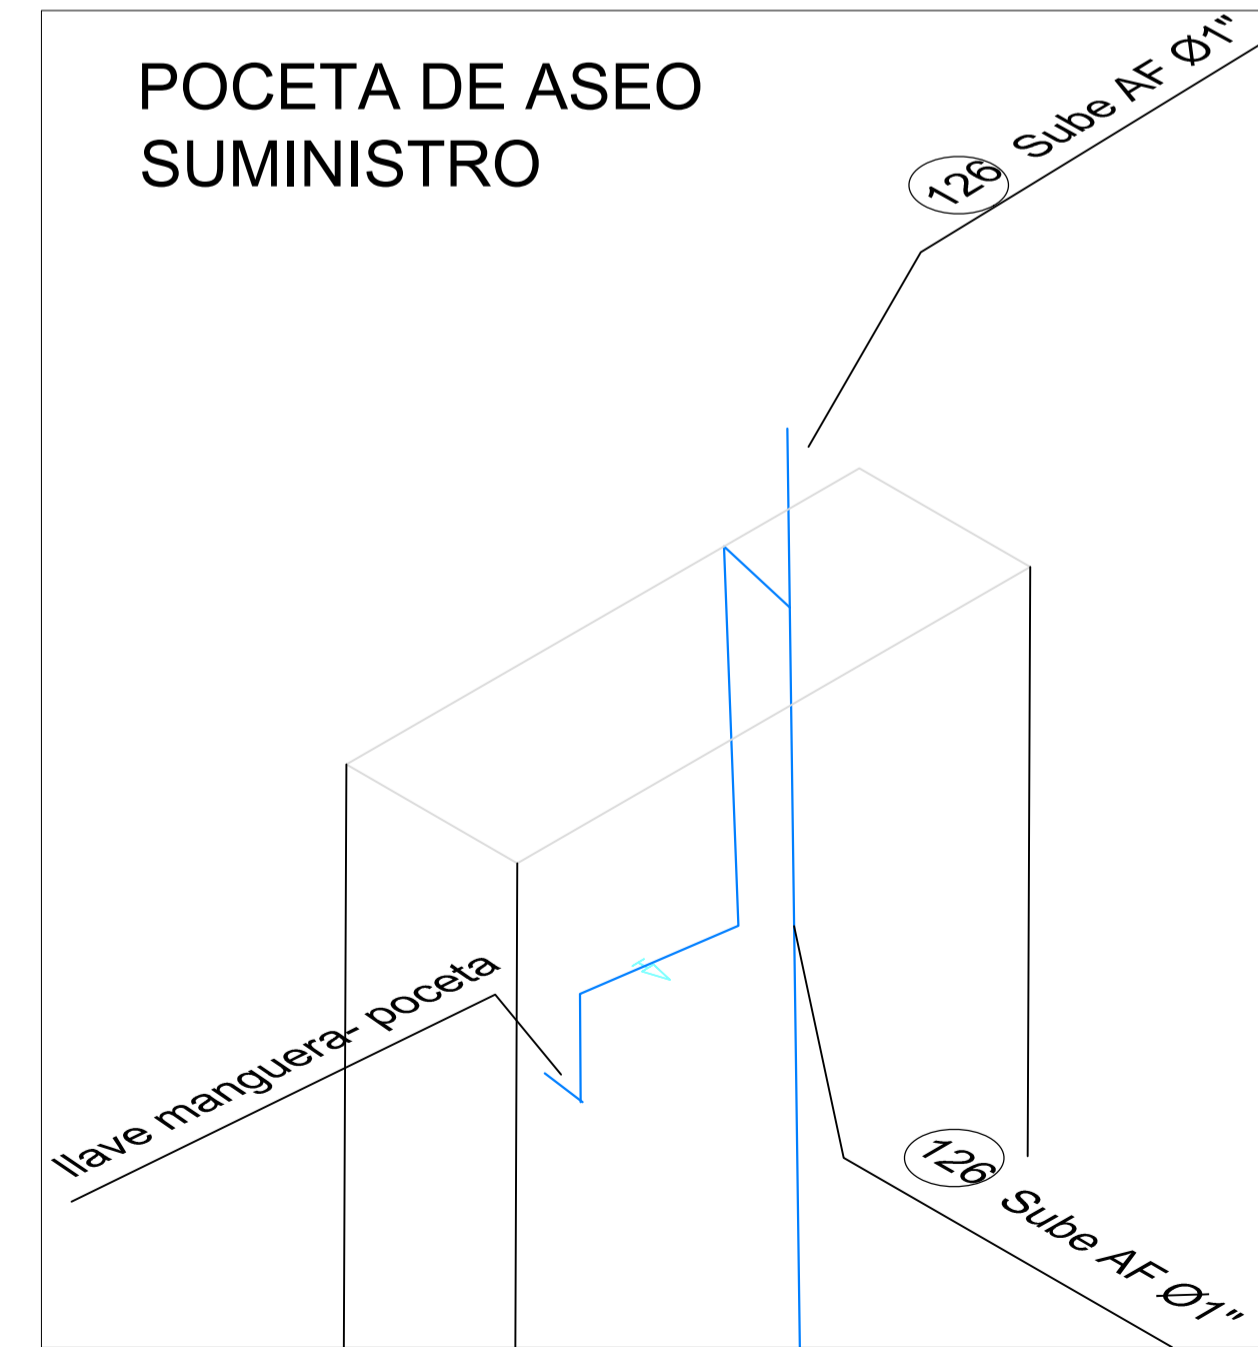 POCETA DE ASEO
SUMINISTRO
126 Sube AF Ø1"
llave manguera- poceta
126 Sube AF Ø1"